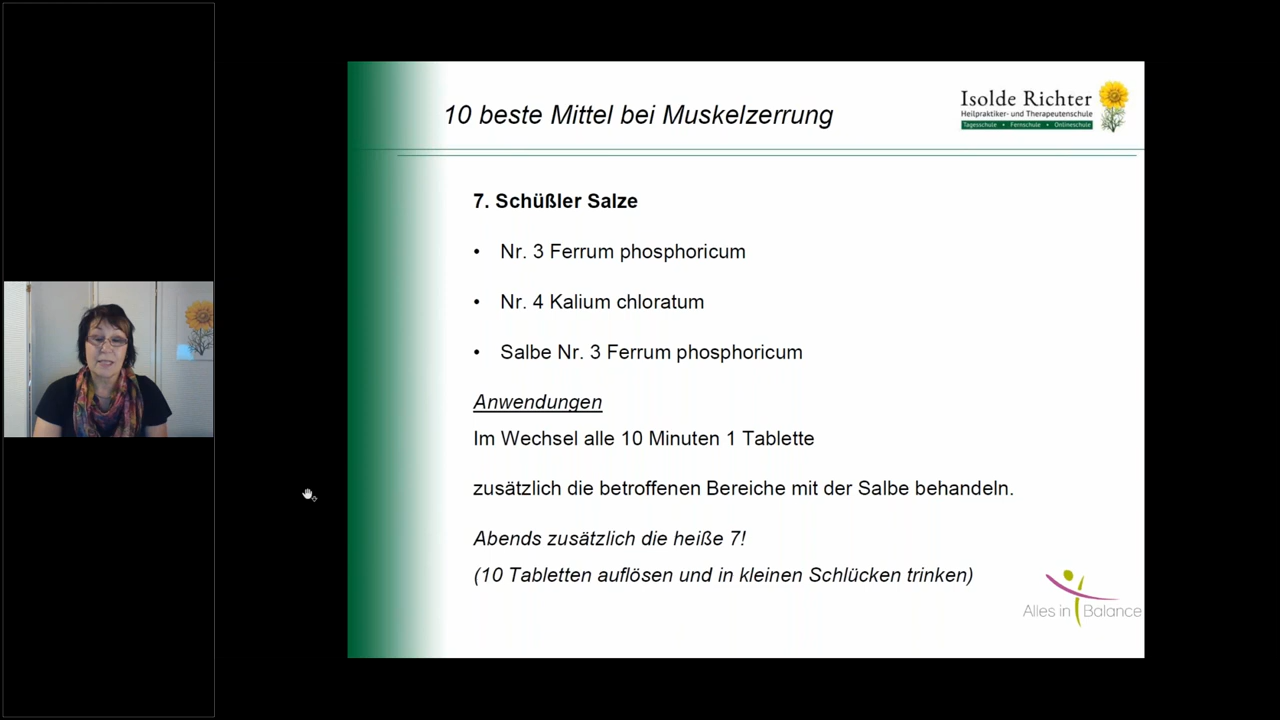 10 beste Mittel bei Muskelzerrung
Isolde Richter
Heilpraktiker- und Therapeutenschule
Tagesschule • Fernschule • Onlineschule
7. Schüßler Salze
• Nr. 3 Ferrum phosphoricum
• Nr. 4 Kalium chloratum
• Salbe Nr. 3 Ferrum phosphoricum
Anwendungen
Im Wechsel alle 10 Minuten 1 Tablette
zusätzlich die betroffenen Bereiche mit der Salbe behandeln.
Abends zusätzlich die heiße 7!
(10 Tabletten auflösen und in kleinen Schlücken trinken)
Alles in Balance